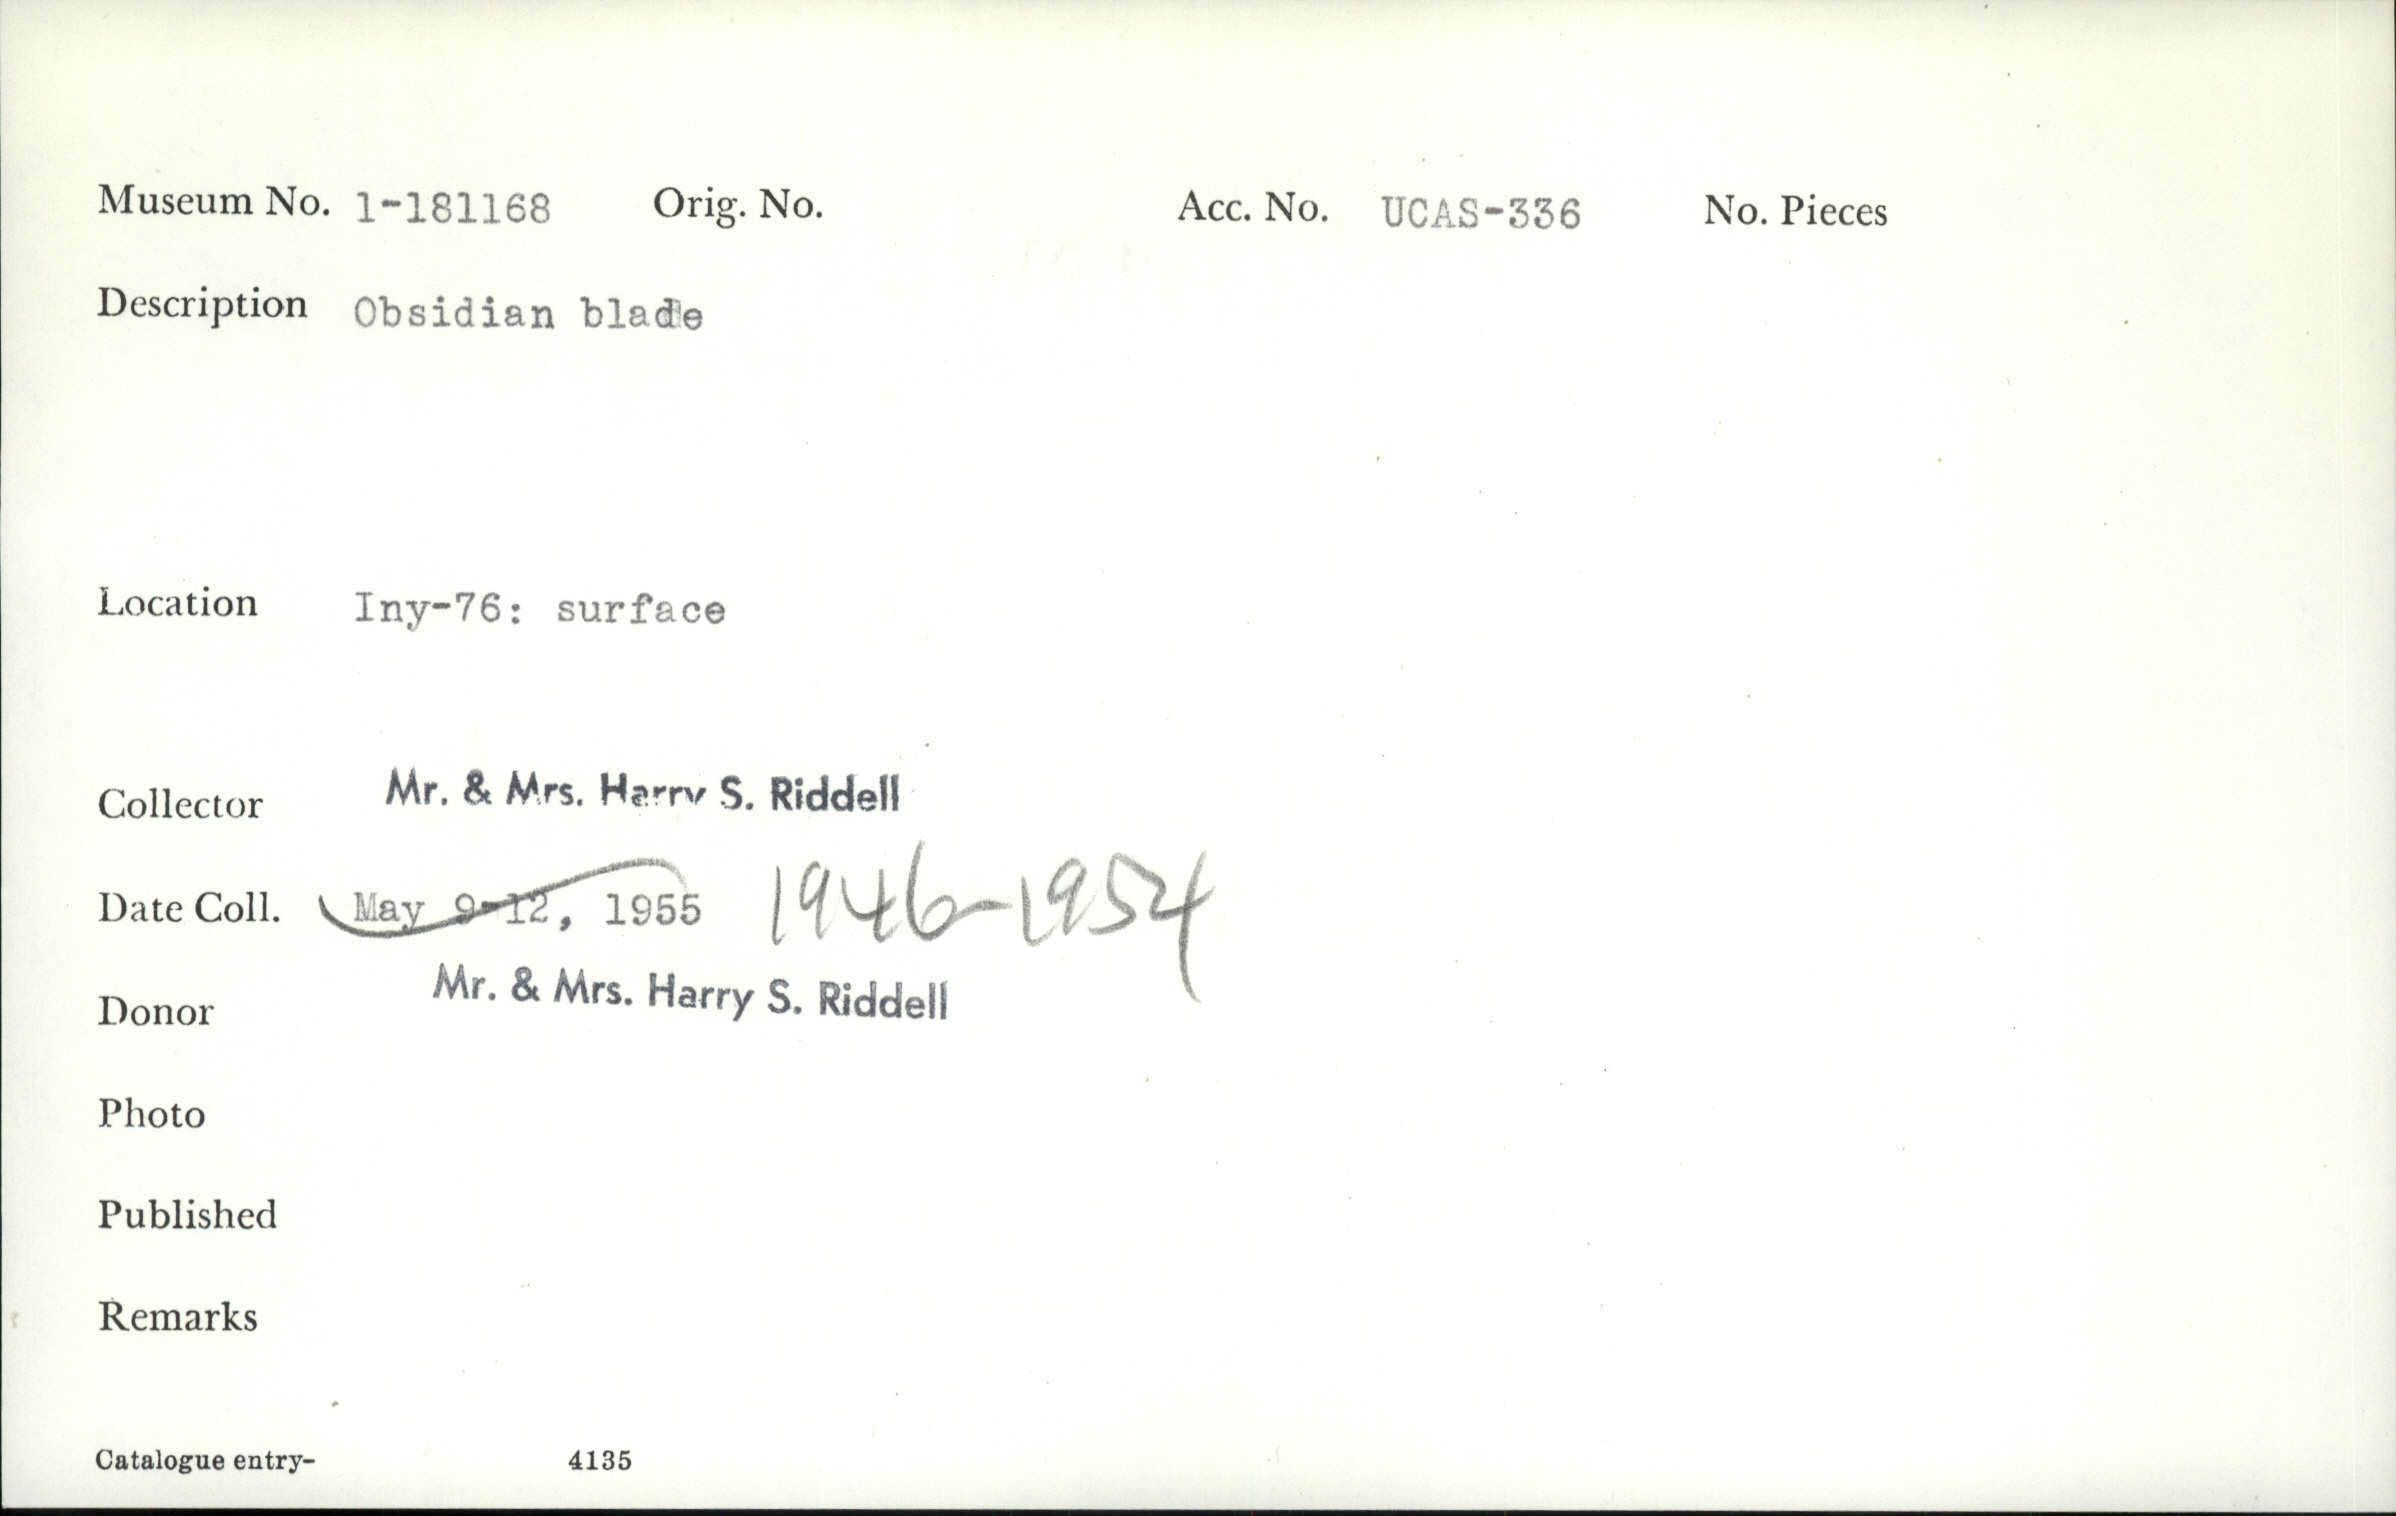 Museum No. 1-181168 Orig. No. Acc. No. UCAS-336 No. Pieces
Description Obsidian blade
Location Iny-76: surface
Collector Mr. & Mrs. Harry S. Riddell
Date Coll. May 9-12, 1955 1946-1954
Donor Mr. & Mrs. Harry S. Riddell
Photo
Published
Remarks
Catalogue entry- 4135